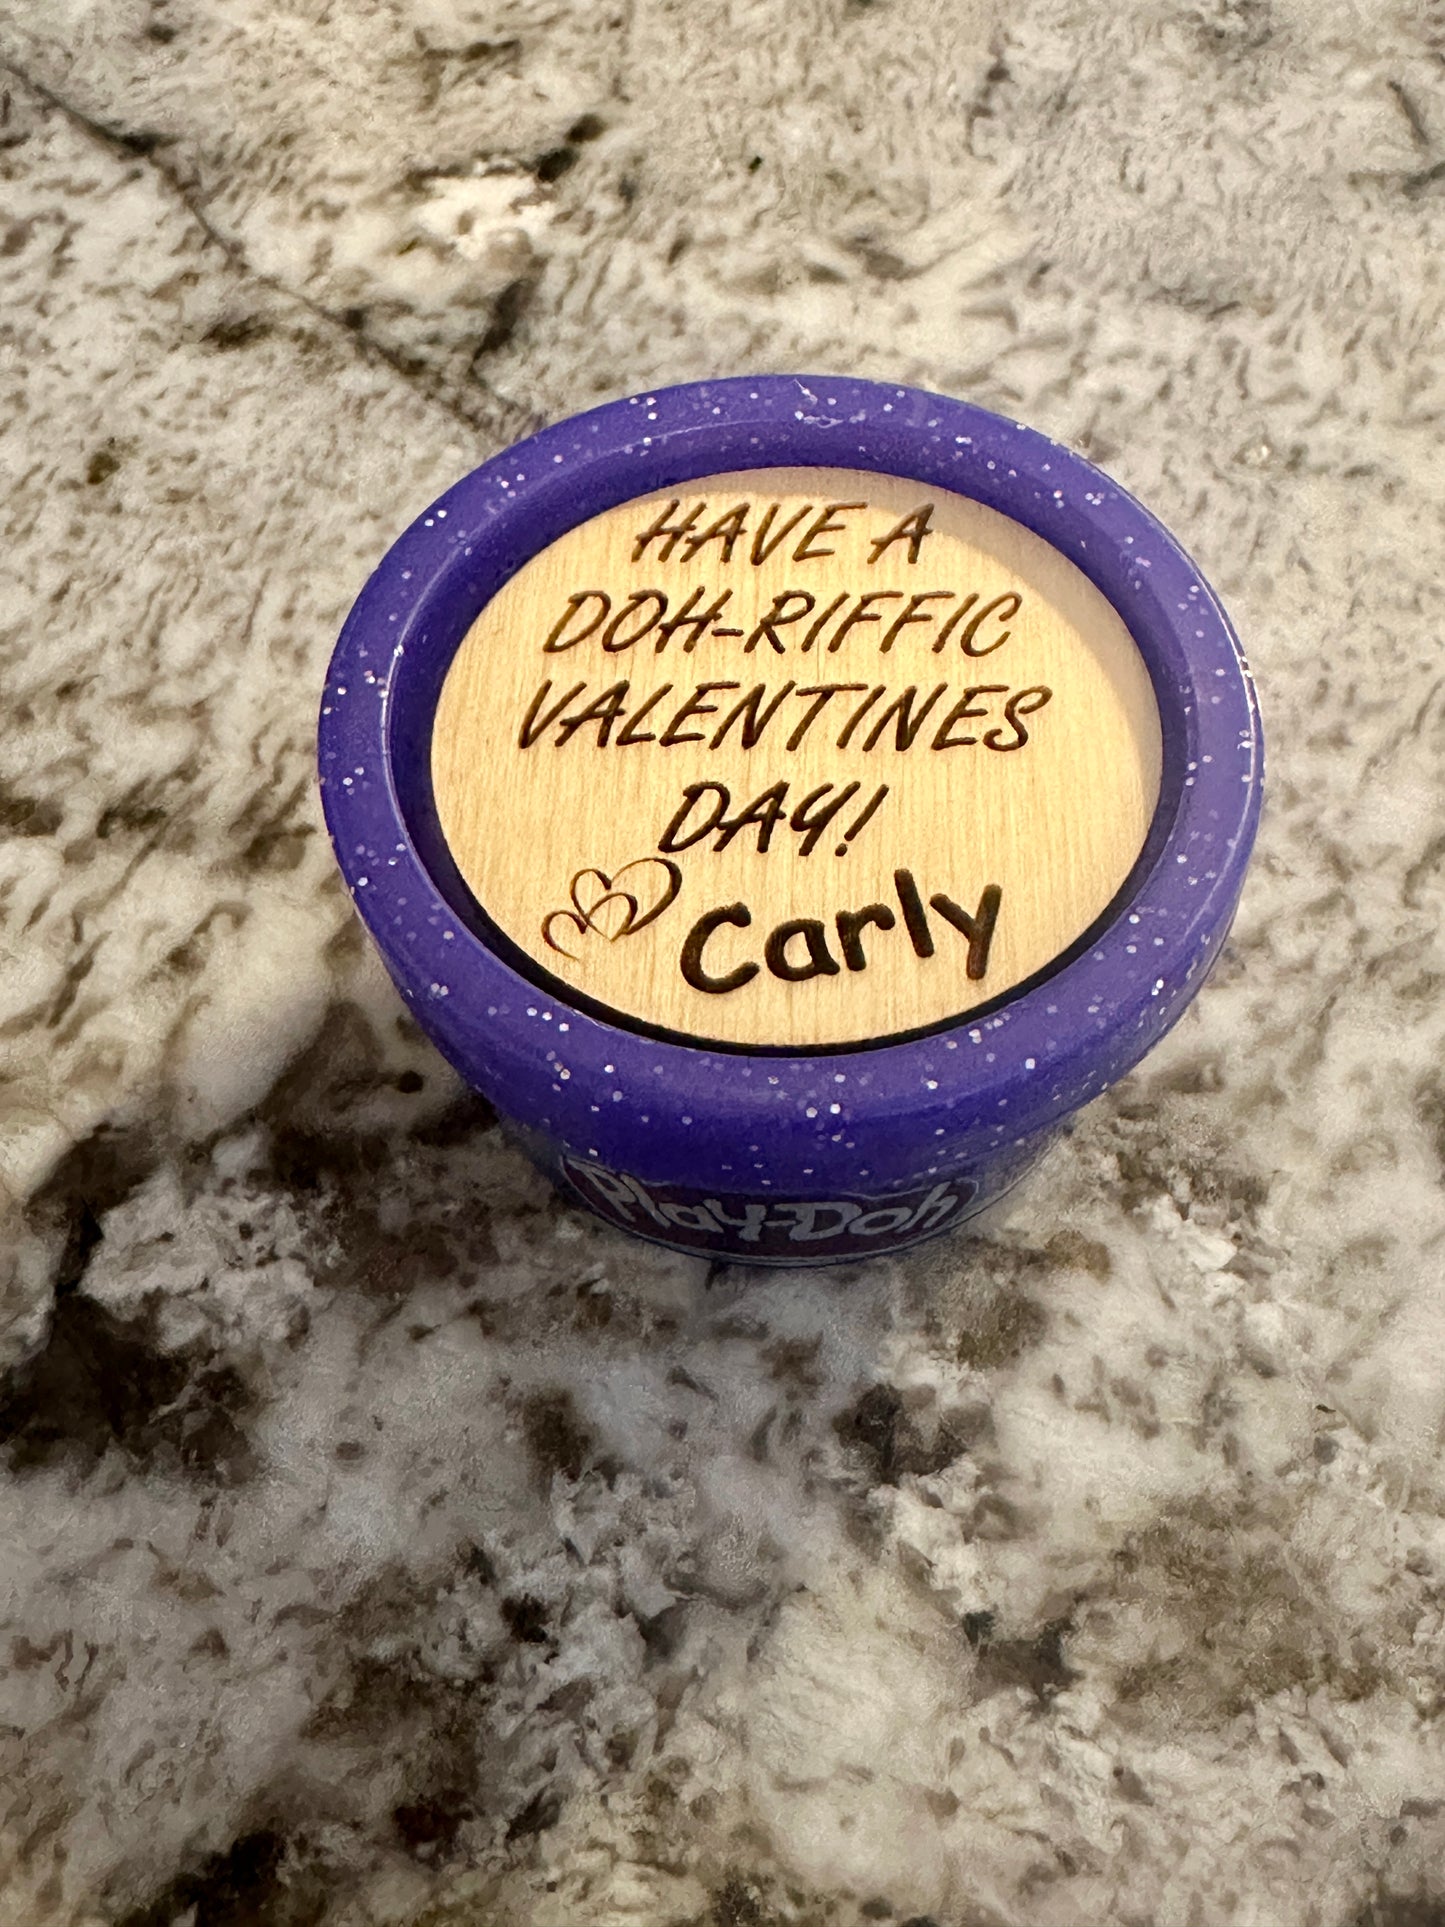 HAVE A
DOH-RIFFIC
VALENTINES
DAY!
Carly
Play-Doh